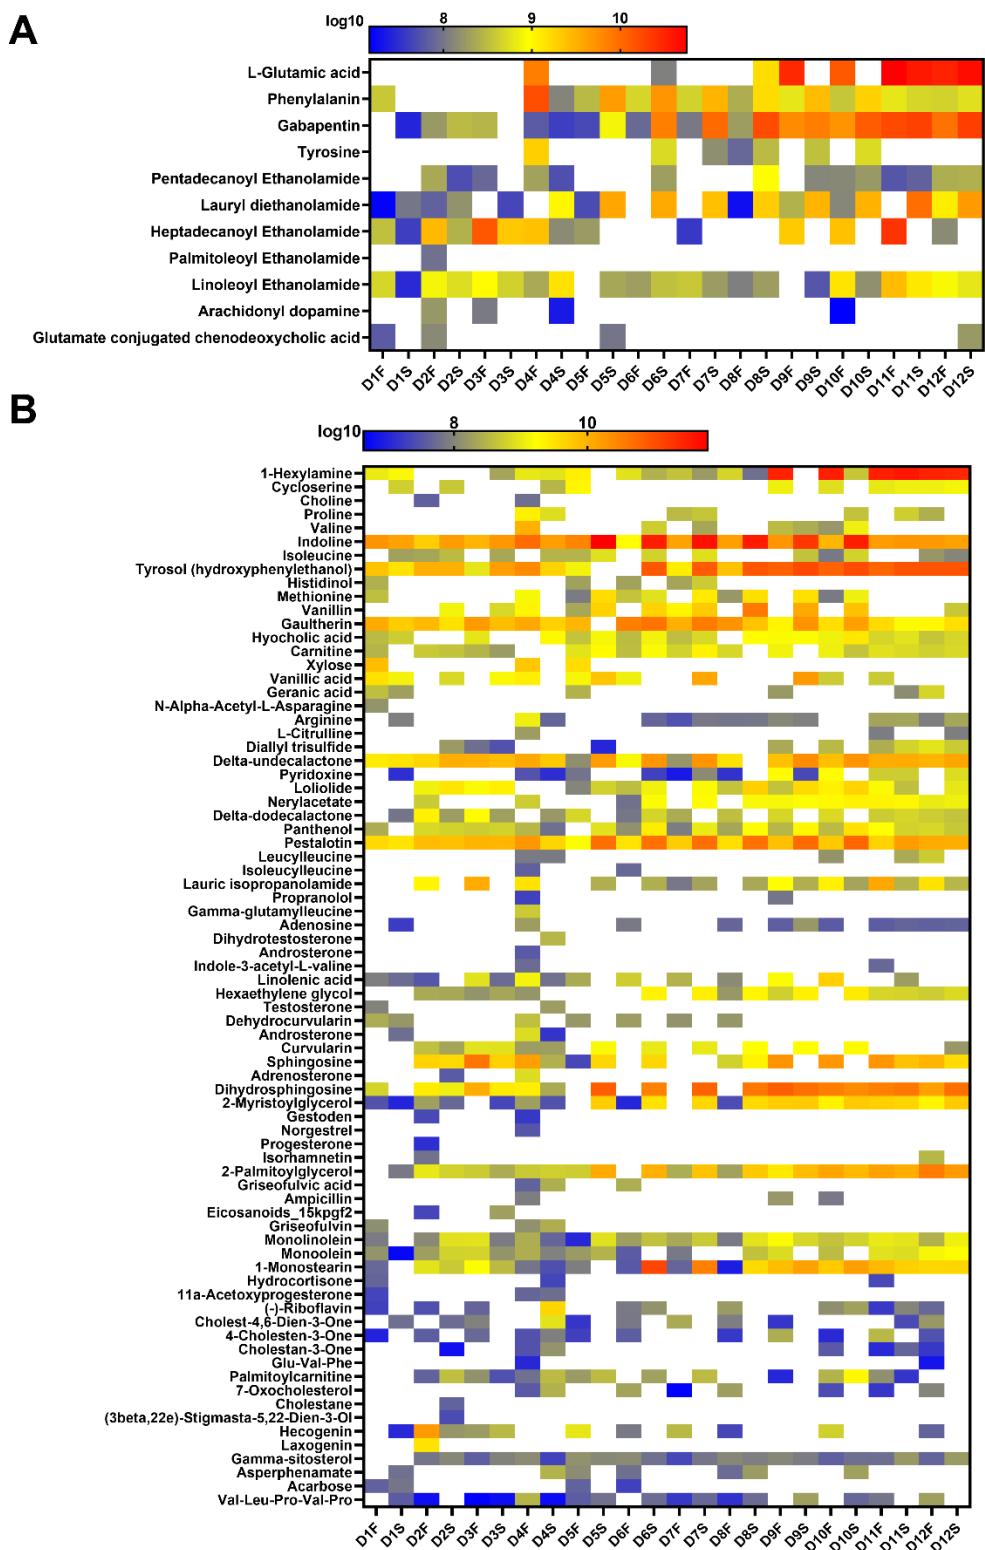 A
log10
8 9 10
L-Glutamic acid
Phenylalanin
Gabapentin
Tyrosine
Pentadecanoyl Ethanolamide
Lauryl diethanolamide
Heptadecanoyl Ethanolamide
Palmitoleoyl Ethanolamide
Linoleoyl Ethanolamide
Arachidonyl dopamine
Glutamate conjugated chenodeoxycholic acid
D1F D1S D2F D2S D3F D3S D4F D4S D5F D5S D6F D6S D7F D7S D8F D8S D9F D9S D10F D10S D11F D11S D12F D12S
B
log10
8 10
1-Hexylamine
Cycloserine
Choline
Proline
Valine
Indoline
Isoleucine
Tyrosol (hydroxyphenylethanol)
Histidinol
Methionine
Vanillin
Gaultherin
Hyocholic acid
Carnitine
Xylose
Vanillic acid
Geranic acid
N-Alpha-Acetyl-L-Asparagine
Arginine
L-Citrulline
Diallyl trisulfide
Delta-undecalactone
Pyridoxine
Loliolide
Nerylacetate
Delta-dodecalactone
Panthenol
Pestalotin
Leucylleucine
Isoleucylleucine
Lauric isopropanolamide
Propranolol
Gamma-glutamylleucine
Adenosine
Dihydrotestosterone
Androsterone
Indole-3-acetyl-L-valine
Linolenic acid
Hexaethylene glycol
Testosterone
Dehydrocurvularin
Androsterone
Curvularin
Sphingosine
Adrenosterone
Dihydrosphingosine
2-Myristoylglycerol
Gestoden
Norgestrel
Progesterone
Isorhamnetin
2-Palmitoylglycerol
Griseofulvic acid
Ampicillin
Eicosanoids_15kpgf2
Griseofulvin
Monolinolein
Monoolein
1-Monostearin
Hydrocortisone
11a-Acetoxyprogesterone
(-)-Riboflavin
Cholest-4,6-Dien-3-One
4-Cholesten-3-One
Cholestan-3-One
Glu-Val-Phe
Palmitoylcarnitine
7-Oxocholesterol
Cholestane
(3beta,22e)-Stigmasta-5,22-Dien-3-Ol
Hecogenin
Laxogenin
Gamma-sitosterol
Asperphenamate
Acarbose
Val-Leu-Pro-Val-Pro
D1F D1S D2F D2S D3F D3S D4F D4S D5F D5S D6F D6S D7F D7S D8F D8S D9F D9S D10F D10S D11F D11S D12F D12S